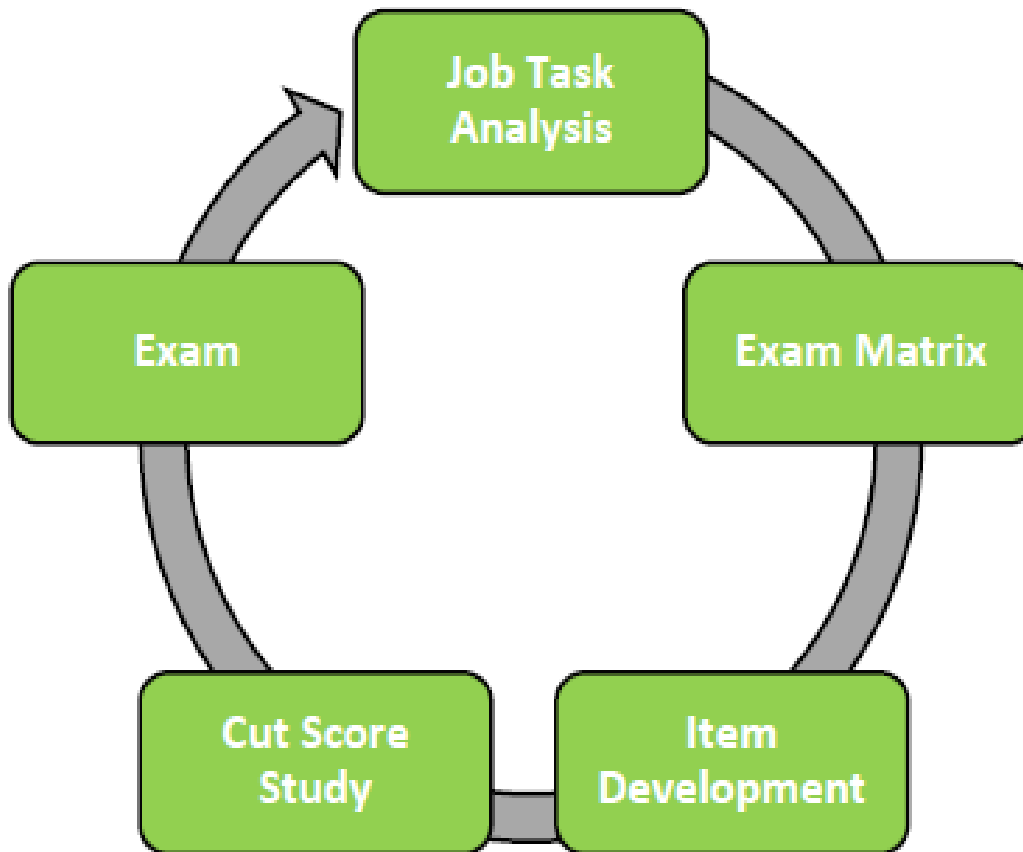 Job Task
Analysis
Exam
Exam Matrix
Cut Score
Study
Item
Development